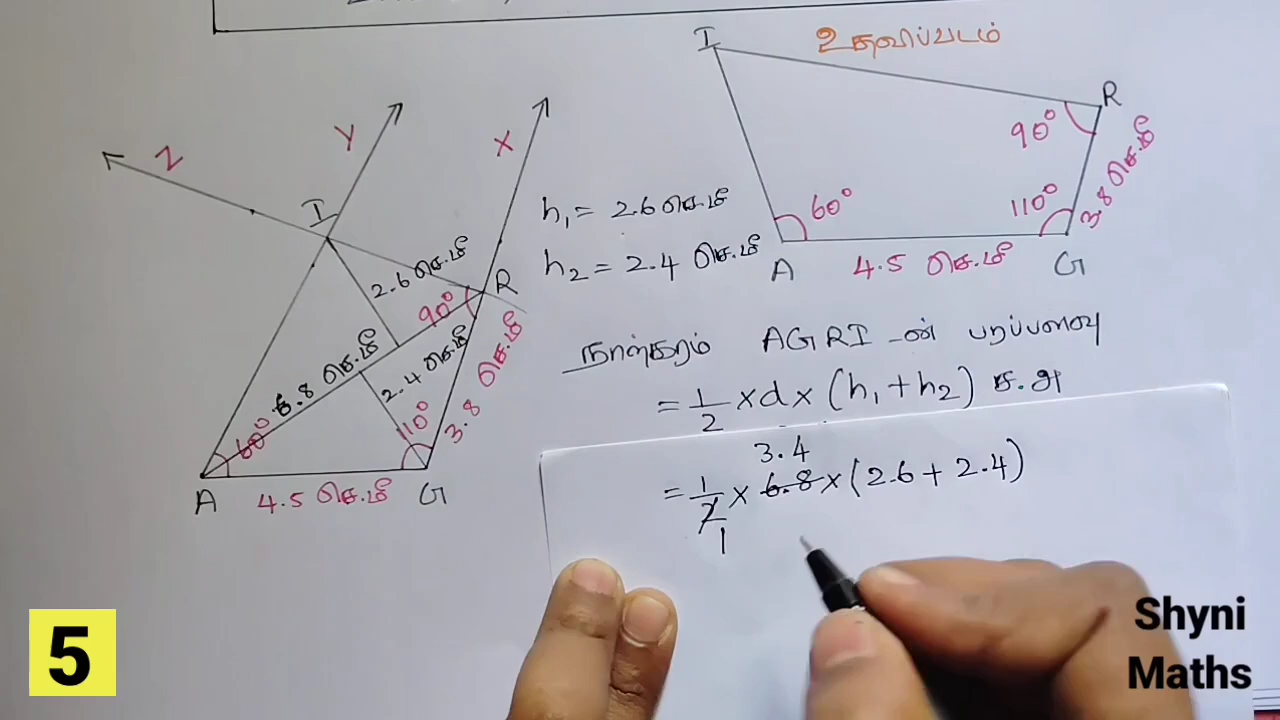 உதவிப்படம்
I
R
90°
3.8 செ.மீ
110°
60°
A
4.5 செ.மீ
G
Z
Y
X
I
2.6 செ.மீ
R
90°
6.8 செ.மீ
2.4 செ.மீ
3.8 செ.மீ
60°
110°
A
4.5 செ.மீ
G
h₁ = 2.6 செ.மீ
h₂ = 2.4 செ.மீ
நாற்கரம் AGRI -ன் பரப்பளவு
= 1/2 x d x (h₁ + h₂) ச.அ
3.4
= 1/2 x 6.8 x (2.6 + 2.4)
1
5
Shyni
Maths